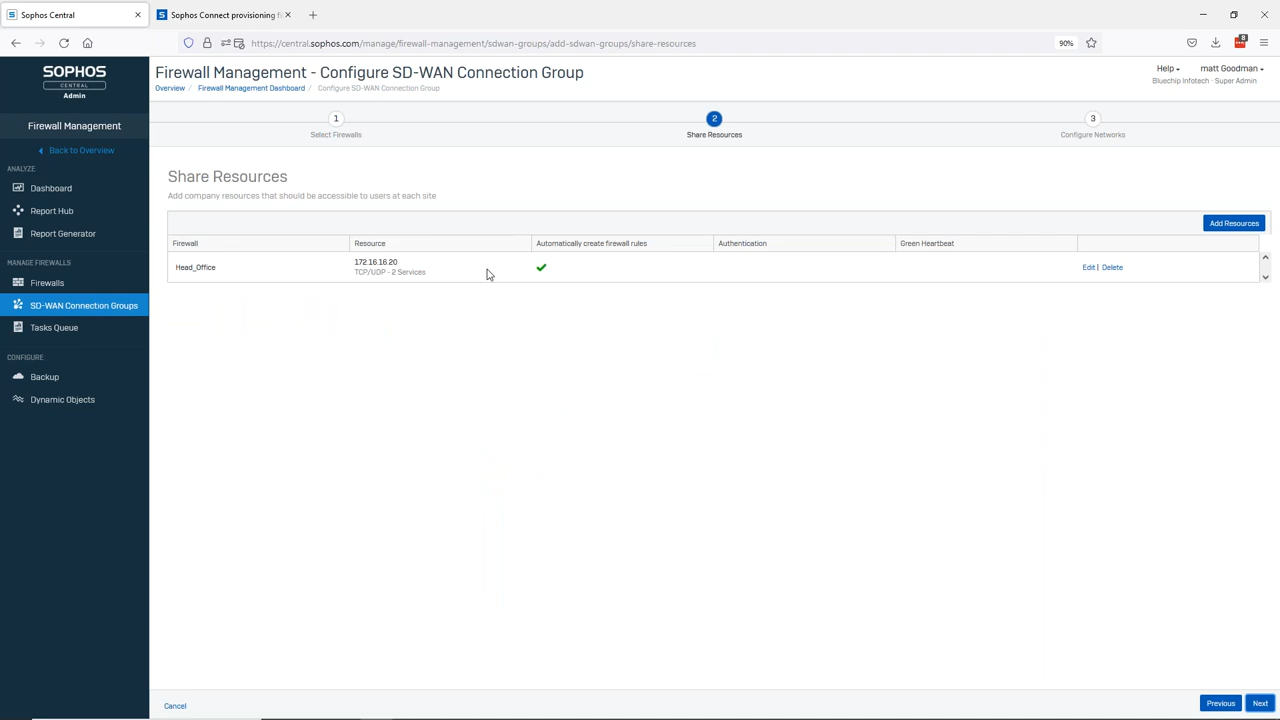 Sophos Central
Sophos Connect provisioning f
https://central.sophos.com/manage/firewall-management/sdwan-groups/add-sdwan-groups/share-resources
90%
SOPHOS
CENTRAL
Admin
Firewall Management
Back to Overview
ANALYZE
Dashboard
Report Hub
Report Generator
MANAGE FIREWALLS
Firewalls
SD-WAN Connection Groups
Tasks Queue
CONFIGURE
Backup
Dynamic Objects
Firewall Management - Configure SD-WAN Connection Group
Overview / Firewall Management Dashboard / Configure SD-WAN Connection Group
Help
matt Goodman
Bluechip Infotech · Super Admin
1
Select Firewalls
2
Share Resources
3
Configure Networks
Share Resources
Add company resources that should be accessible to users at each site
Add Resources
Firewall Resource Automatically create firewall rules Authentication Green Heartbeat
Head_Office 172.16.16.20 Edit | Delete
TCP/UDP - 2 Services
Cancel
Previous
Next